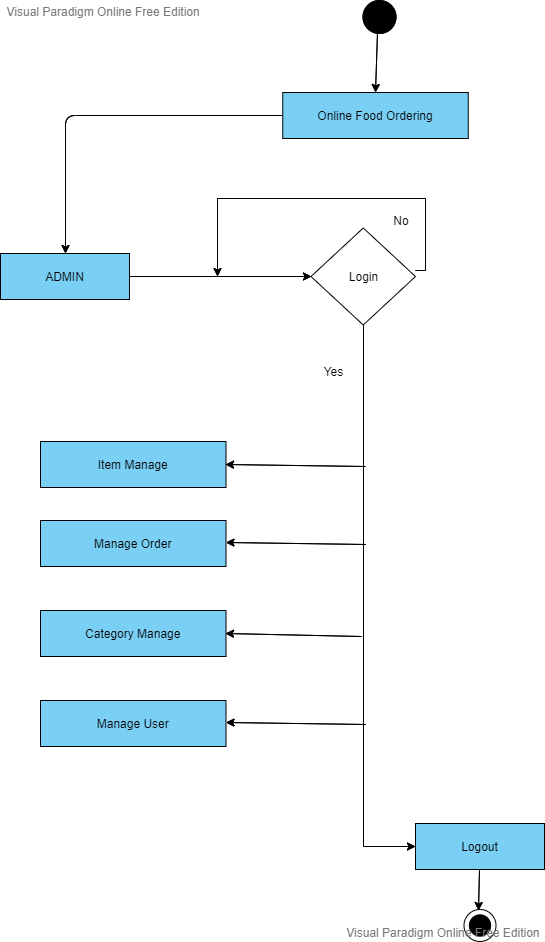 Visual Paradigm Online Free Edition
Online Food Ordering
No
ADMIN
Login
Yes
Item Manage
Manage Order
Category Manage
Manage User
Logout
Visual Paradigm Online Free Edition